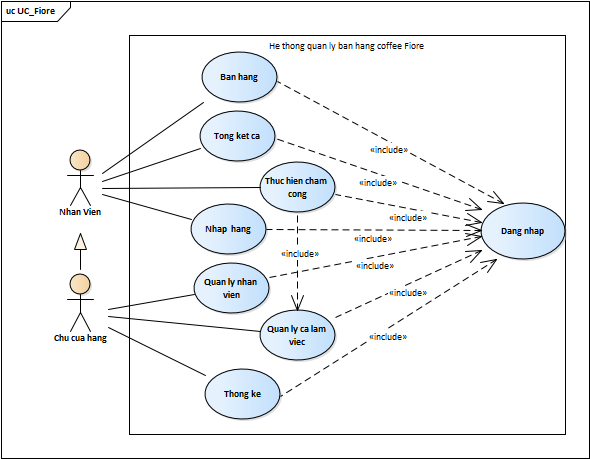 uc UC_Fiore
He thong quan ly ban hang coffee Fiore
Ban hang
Tong ket ca
«include»
Thuc hien cham
cong
«include»
Nhan Vien
Nhap hang
«include»
Dang nhap
«include»
«include»
«include»
Quan ly nhan
vien
«include»
Chu cua hang
Quan ly ca lam
viec
«include»
Thong ke